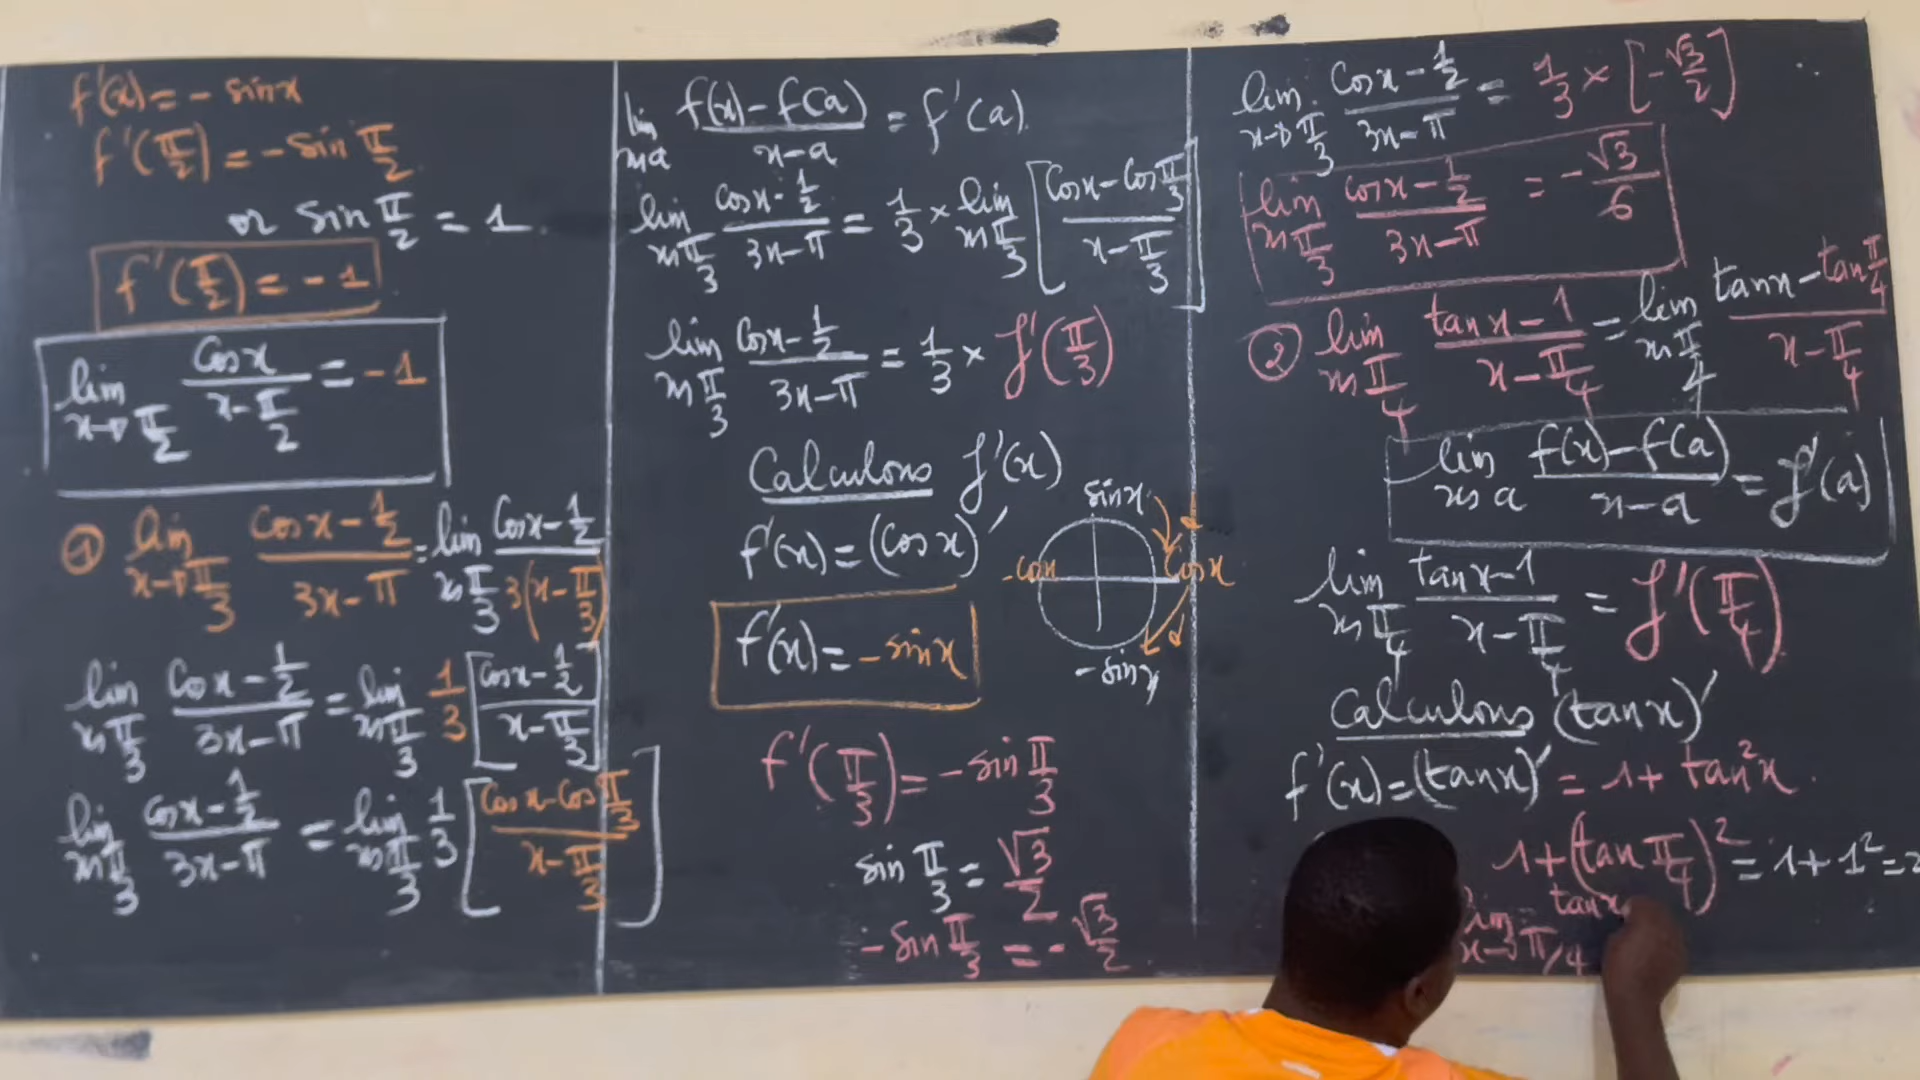 f'(x) = - sin x
f'(π/2) = - sin π/2
or sin π/2 = 1.
f'(π/2) = - 1
lim x→π/2 cos x / (x - π/2) = - 1
① lim x→π/3 (cos x - 1/2) / (3x - π) = lim x→π/3 (cos x - 1/2) / 3(x - π/3)
lim x→π/3 (cos x - 1/2) / (3x - π) = lim x→π/3 1/3 [(cos x - 1/2) / (x - π/3)]
lim x→π/3 (cos x - 1/2) / (3x - π) = lim x→π/3 1/3 [(cos x - cos π/3) / (x - π/3)]
lim x→a (f(x) - f(a)) / (x - a) = f'(a).
lim x→π/3 (cos x - 1/2) / (3x - π) = 1/3 × lim x→π/3 [(cos x - cos π/3) / (x - π/3)]
lim x→π/3 (cos x - 1/2) / (3x - π) = 1/3 × f'(π/3)
Calculons f'(x)
f'(x) = (cos x)'
f'(x) = - sin x
sin x
- cos x
cos x
- sin x
f'(π/3) = - sin π/3
sin π/3 = √3/2
- sin π/3 = - √3/2
lim x→π/3 (cos x - 1/2) / (3x - π) = 1/3 × [- √3/2]
lim x→π/3 (cos x - 1/2) / (3x - π) = - √3/6
② lim x→π/4 (tan x - 1) / (x - π/4) = lim x→π/4 (tan x - tan π/4) / (x - π/4)
lim x→a (f(x) - f(a)) / (x - a) = f'(a)
lim x→π/4 (tan x - 1) / (x - π/4) = f'(π/4)
Calculons (tan x)'
f'(x) = (tan x)' = 1 + tan²x.
1 + (tan π/4)² = 1 + 1² = 2
lim x→π/4 tan x